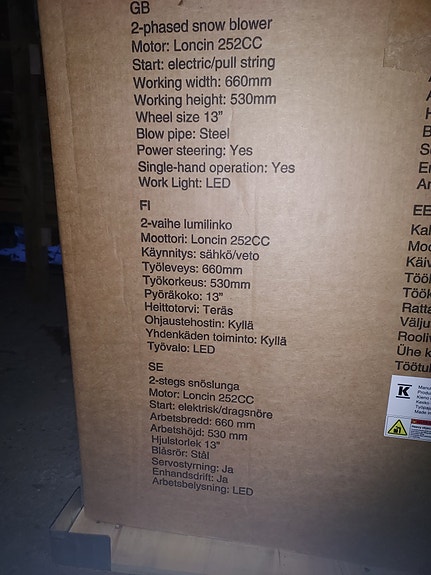 GB
2-phased snow blower
Motor: Loncin 252CC
Start: electric/pull string
Working width: 660mm
Working height: 530mm
Wheel size 13"
Blow pipe: Steel
Power steering: Yes
Single-hand operation: Yes
Work Light: LED
FI
2-vaihe lumilinko
Moottori: Loncin 252CC
Käynnitys: sähkö/veto
Työleveys: 660mm
Työkorkeus: 530mm
Pyöräkoko: 13"
Heittotorvi: Teräs
Ohjaustehostin: Kyllä
Yhdenkäden toiminto: Kyllä
Työvalo: LED
SE
2-stegs snöslunga
Motor: Loncin 252CC
Start: elektrisk/dragsnöre
Arbetsbredd: 660 mm
Arbetshöjd: 530 mm
Hjulstorlek 13"
Blåsrör: Stål
Servostyrning: Ja
Enhandsdrift: Ja
Arbetsbelysning: LED
EE
K